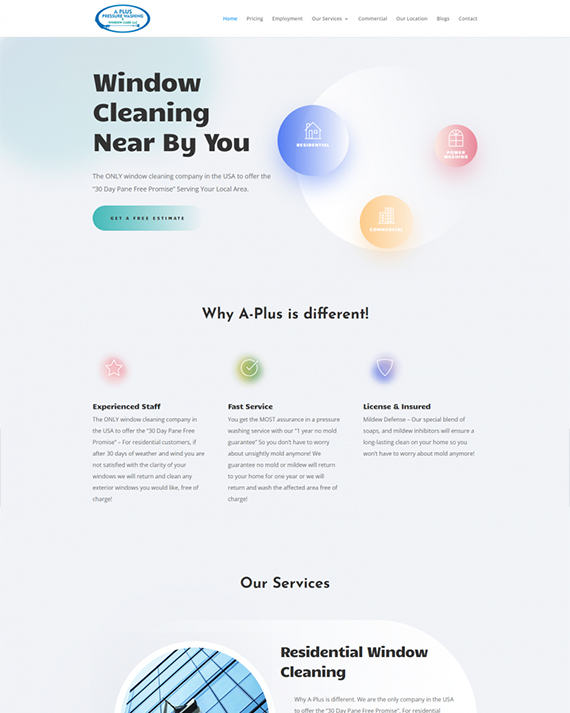 A PLUS
PRESSURE WASHING
&
WINDOW CARE LLC
Home Pricing Employment Our Services Commercial Our Location Blogs Contact
Window
Cleaning
Near By You
The ONLY window cleaning company in the USA to offer the
"30 Day Pane Free Promise" Serving Your Local Area.
GET A FREE ESTIMATE
RESIDENTIAL
POWER
WASHING
COMMERCIAL
Why A-Plus is different!
Experienced Staff
The ONLY window cleaning company in
the USA to offer the "30 Day Pane Free
Promise" – For residential customers, if
after 30 days of weather and wind you are
not satisfied with the clarity of your
windows we will return and clean any
exterior windows you would like, free of
charge!
Fast Service
You get the MOST assurance in a pressure
washing service with our "1 year no mold
guarantee" So you don't have to worry
about unsightly mold anymore! We
guarantee no mold or mildew will return
to your home for one year or we will
return and wash the affected area free of
charge!
License & Insured
Mildew Defense – Our special blend of
soaps, and mildew inhibitors will ensure a
long-lasting clean on your home so you
won't have to worry about mold anymore!
Our Services
Residential Window
Cleaning
Why A-Plus is different. We are the only company in the USA
to offer the "30 Day Pane Free Promise". For residential